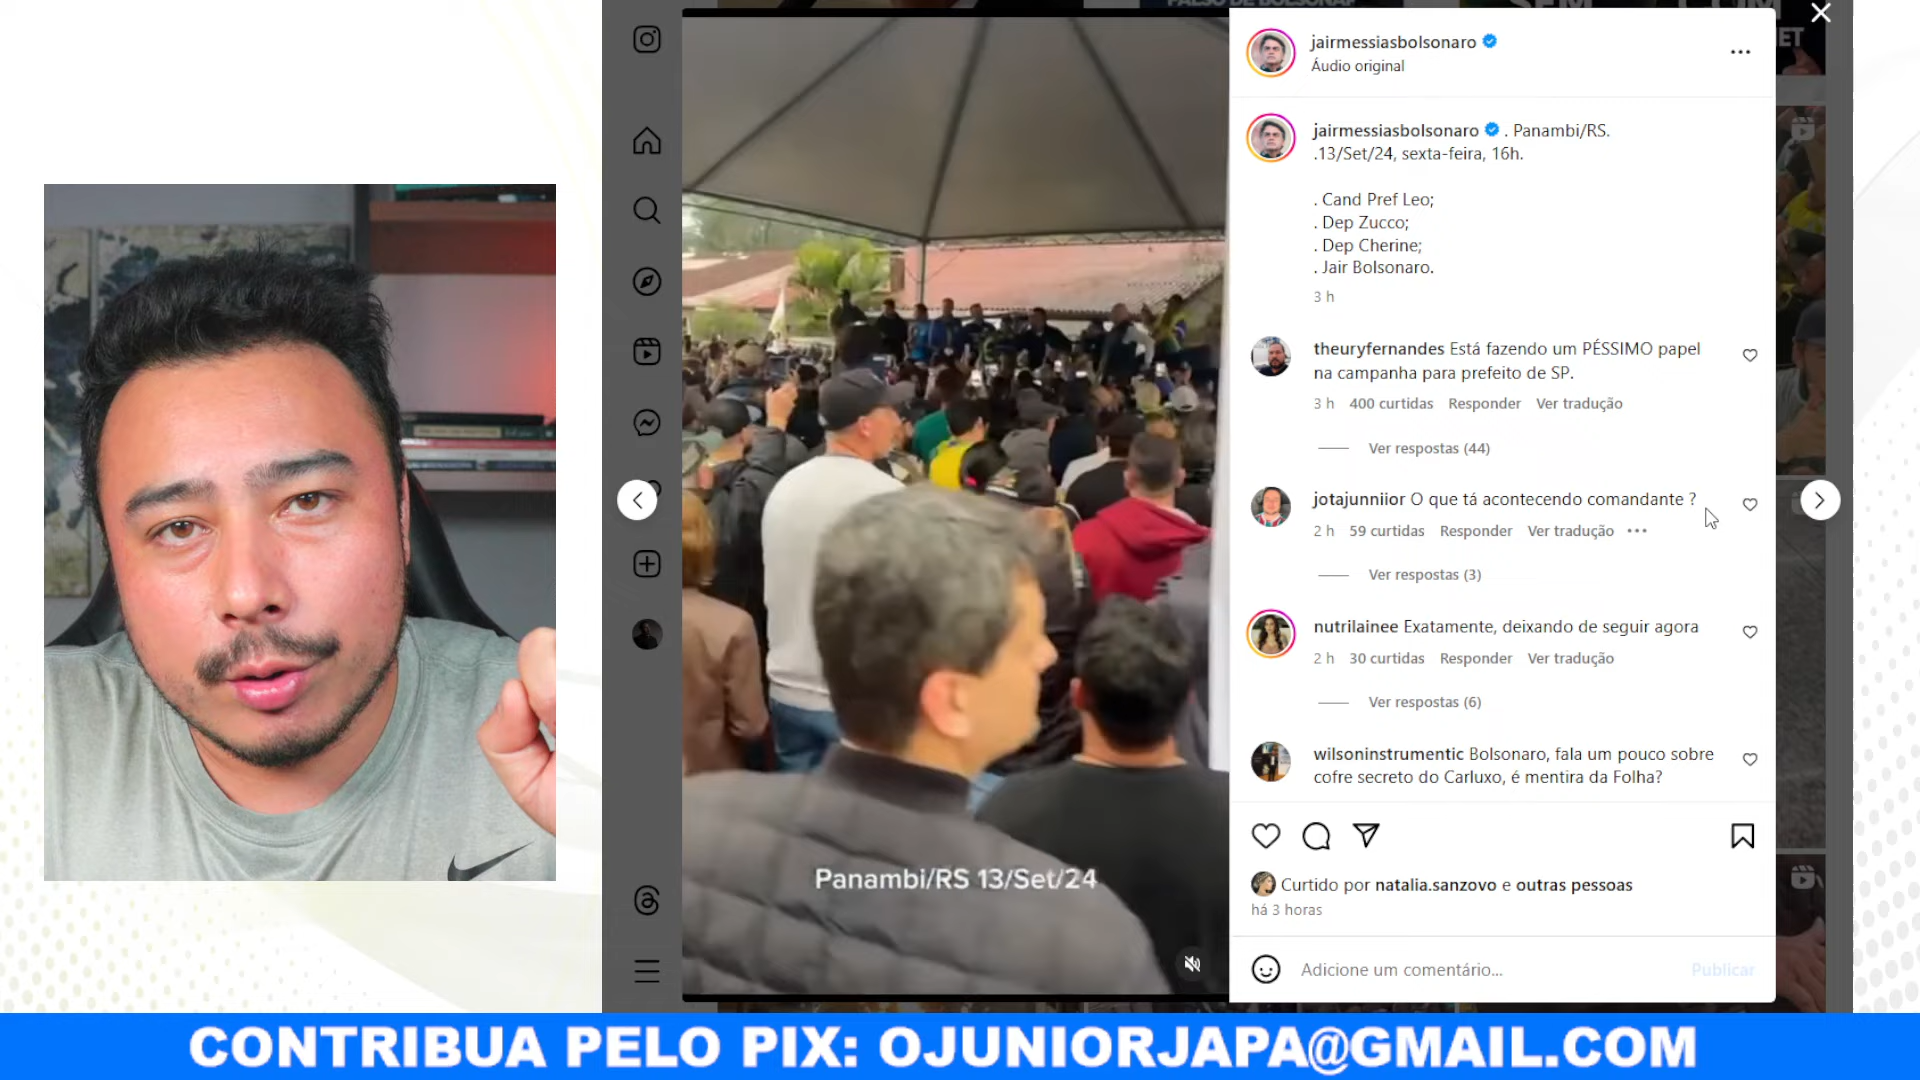 jairmessiasbolsonaro
Áudio original
jairmessiasbolsonaro . Panambi/RS.
.13/Set/24, sexta-feira, 16h.
. Cand Pref Leo;
. Dep Zucco;
. Dep Cherine;
. Jair Bolsonaro.
3 h
theuryfernandes Está fazendo um PÉSSIMO papel
na campanha para prefeito de SP.
3 h 400 curtidas Responder Ver tradução
Ver respostas (44)
jotajunniior O que tá acontecendo comandante ?
2 h 59 curtidas Responder Ver tradução
Ver respostas (3)
nutrilainee Exatamente, deixando de seguir agora
2 h 30 curtidas Responder Ver tradução
Ver respostas (6)
wilsoninstrumentic Bolsonaro, fala um pouco sobre
cofre secreto do Carluxo, é mentira da Folha?
Curtido por natalia.sanzovo e outras pessoas
há 3 horas
Adicione um comentário...
Publicar
Panambi/RS 13/Set/24
CONTRIBUA PELO PIX: OJUNIORJAPA@GMAIL.COM